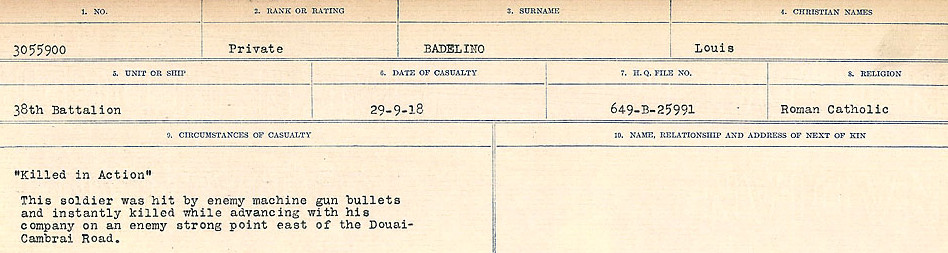 1. NO. 2. RANK OR RATING 3. SURNAME 4. CHRISTIAN NAMES
3055900 Private BADELINO Louis
5. UNIT OR SHIP 6. DATE OF CASUALTY 7. H. Q. FILE NO. 8. RELIGION
38th Battalion 29-9-18 649-B-25991 Roman Catholic
9. CIRCUMSTANCES OF CASUALTY 10. NAME, RELATIONSHIP AND ADDRESS OF NEXT OF KIN
"Killed in Action"
This soldier was hit by enemy machine gun bullets
and instantly killed while advancing with his
company on an enemy strong point east of the Douai-
Cambrai Road.